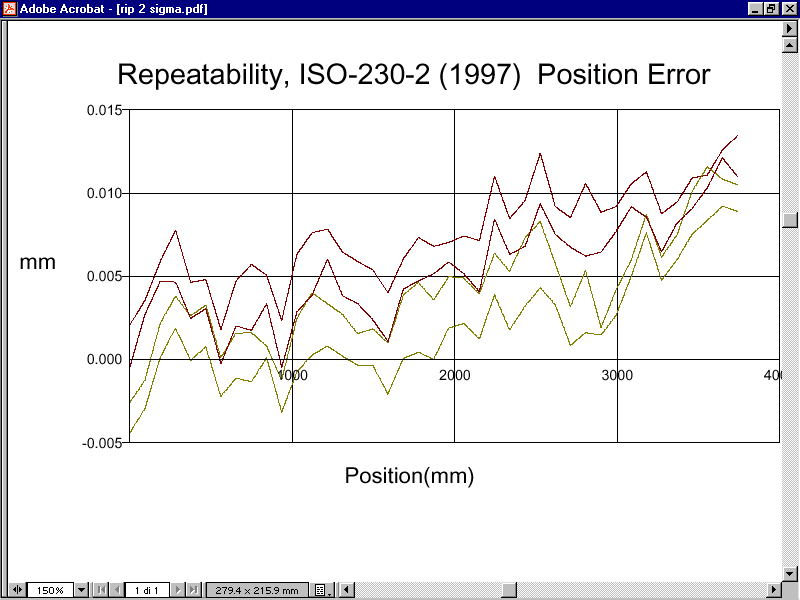 Adobe Acrobat - [rip 2 sigma.pdf]
Repeatability, ISO-230-2 (1997)  Position Error
0.015
0.010
mm
0.005
0.000
1000
2000
3000
400
-0.005
Position(mm)
150%
1 di 1
279.4 x 215.9 mm